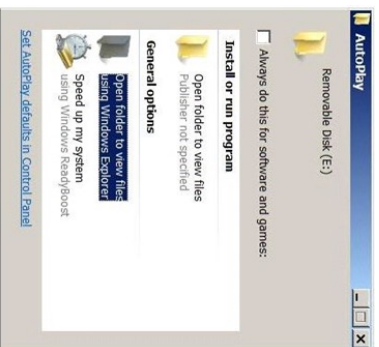 AutoPlay
Removable Disk (E:)
Always do this for software and games:
Install or run program
Open folder to view files
Publisher not specified
General options
Open folder to view files
using Windows Explorer
Speed up my system
using Windows ReadyBoost
Set AutoPlay defaults in Control Panel